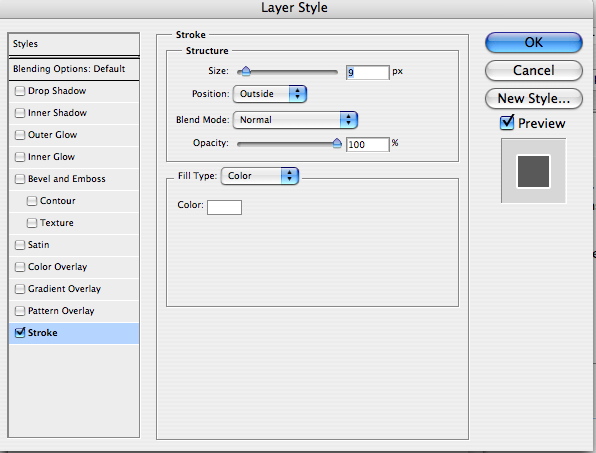 Layer Style
Styles
Blending Options: Default
Drop Shadow
Inner Shadow
Outer Glow
Inner Glow
Bevel and Emboss
Contour
Texture
Satin
Color Overlay
Gradient Overlay
Pattern Overlay
Stroke
Stroke
Structure
Size: 9 px
Position: Outside
Blend Mode: Normal
Opacity: 100 %
Fill Type: Color
Color:
OK
Cancel
New Style...
Preview